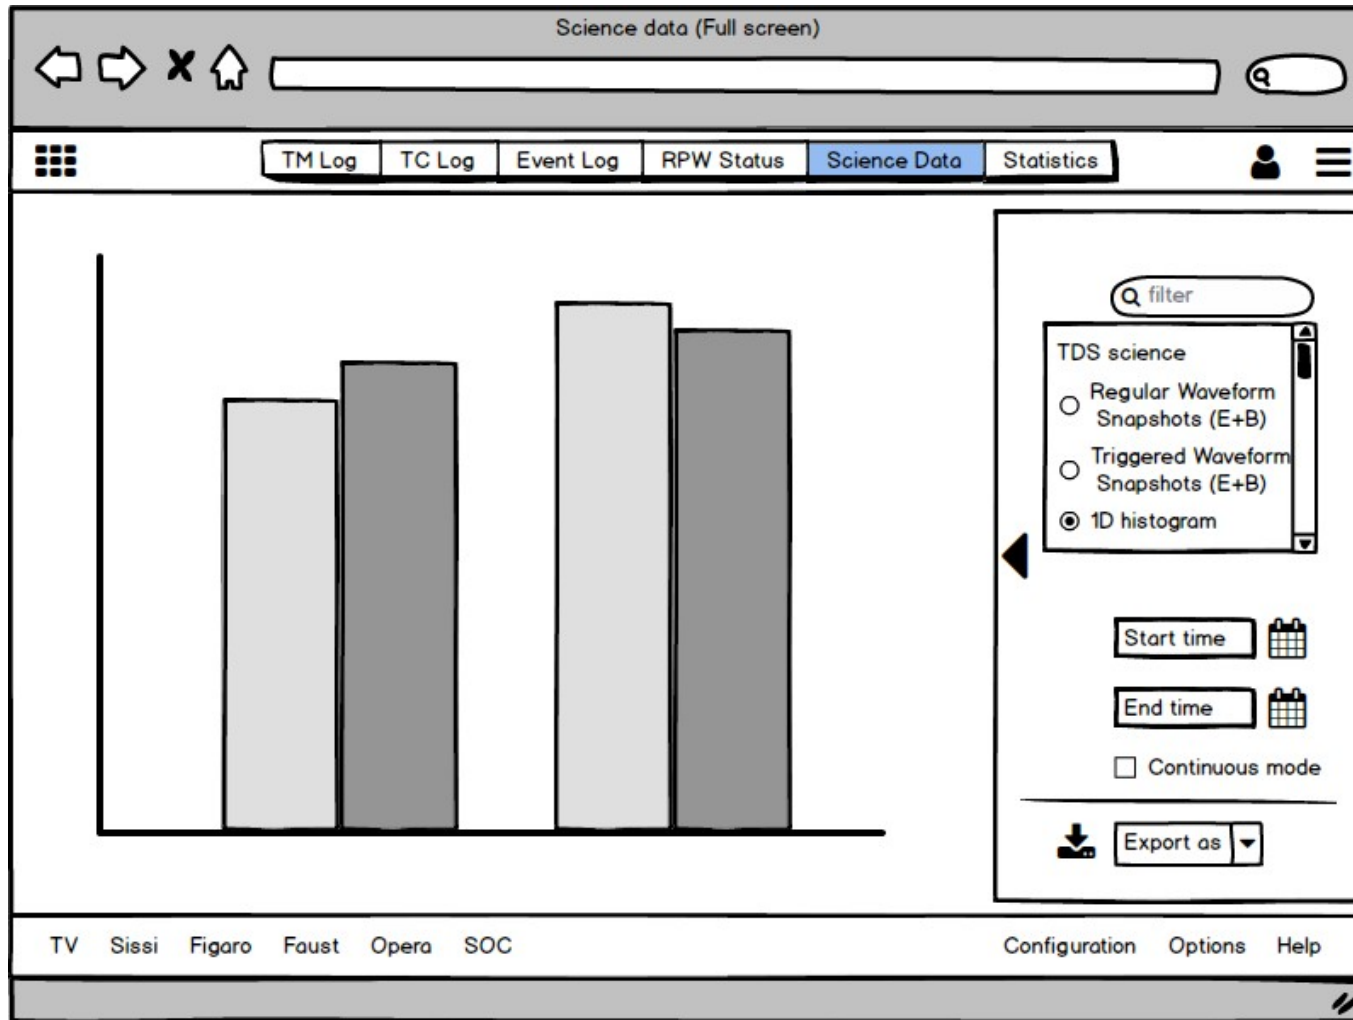 Science data (Full screen)
TM Log TC Log Event Log RPW Status Science Data Statistics
filter
TDS science
Regular Waveform
Snapshots (E+B)
Triggered Waveform
Snapshots (E+B)
1D histogram
Start time
End time
Continuous mode
Export as
TV Sissi Figaro Faust Opera SOC Configuration Options Help